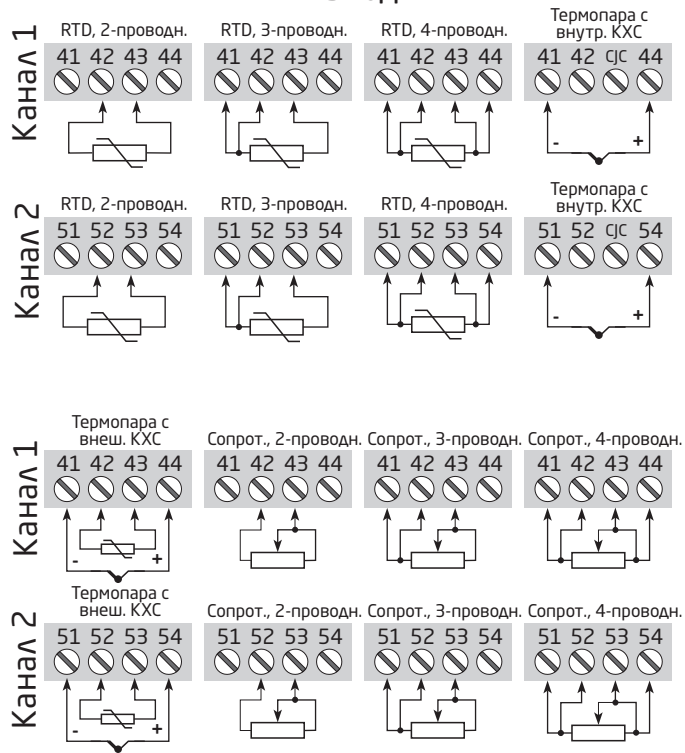 RTD, 2-проводн. RTD, 3-проводн. RTD, 4-проводн. Термопара с внутр. КХС
Канал 1
41 42 43 44 41 42 43 44 41 42 43 44 41 42 CJC 44
- +
RTD, 2-проводн. RTD, 3-проводн. RTD, 4-проводн. Термопара с внутр. КХС
Канал 2
51 52 53 54 51 52 53 54 51 52 53 54 51 52 CJC 54
- +
Термопара с внеш. КХС Сопрот., 2-проводн. Сопрот., 3-проводн. Сопрот., 4-проводн.
Канал 1
41 42 43 44 41 42 43 44 41 42 43 44 41 42 43 44
- +
Термопара с внеш. КХС Сопрот., 2-проводн. Сопрот., 3-проводн. Сопрот., 4-проводн.
Канал 2
51 52 53 54 51 52 53 54 51 52 53 54 51 52 53 54
- +